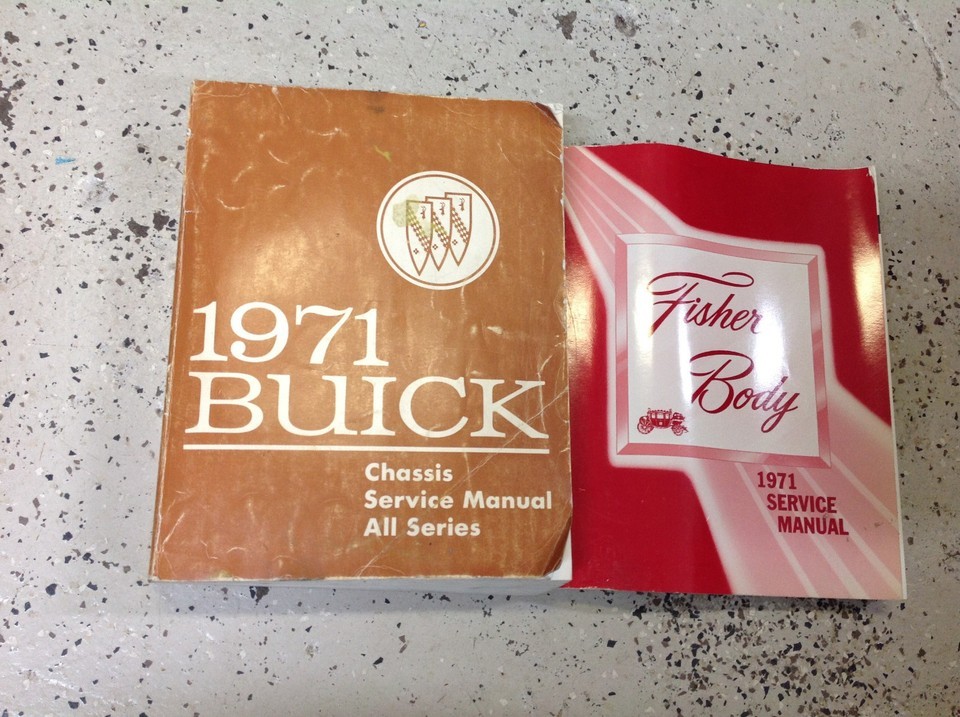 1971
BUICK
Chassis
Service Manual
All Series
Fisher
Body
1971
SERVICE
MANUAL